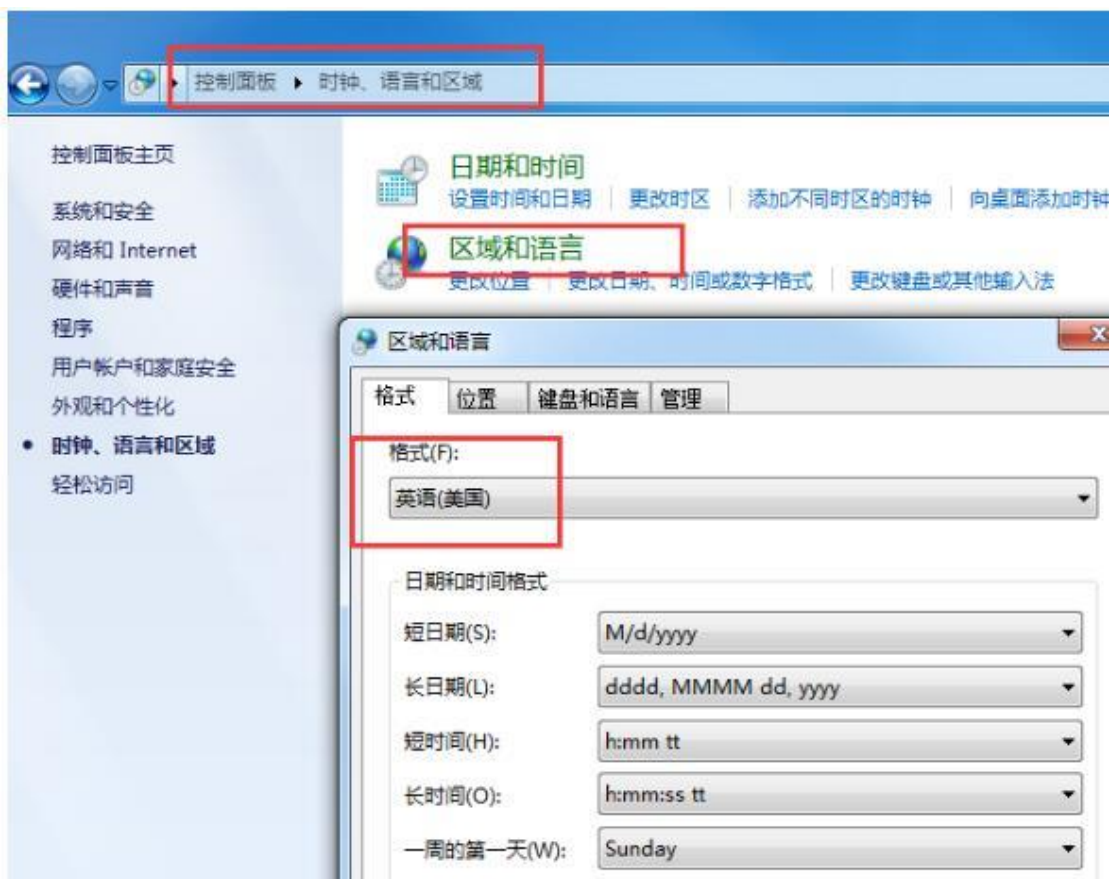 控制面板 ▸ 时钟、语言和区域
控制面板主页
系统和安全
网络和 Internet
硬件和声音
程序
用户帐户和家庭安全
外观和个性化
时钟、语言和区域
轻松访问
日期和时间
设置时间和日期 更改时区 添加不同时区的时钟 向桌面添加时钟
区域和语言
更改位置 更改日期、时间或数字格式 更改键盘或其他输入法
区域和语言
格式 位置 键盘和语言 管理
格式(F):
英语(美国)
日期和时间格式
短日期(S): M/d/yyyy
长日期(L): dddd, MMMM dd, yyyy
短时间(H): h:mm tt
长时间(O): h:mm:ss tt
一周的第一天(W): Sunday